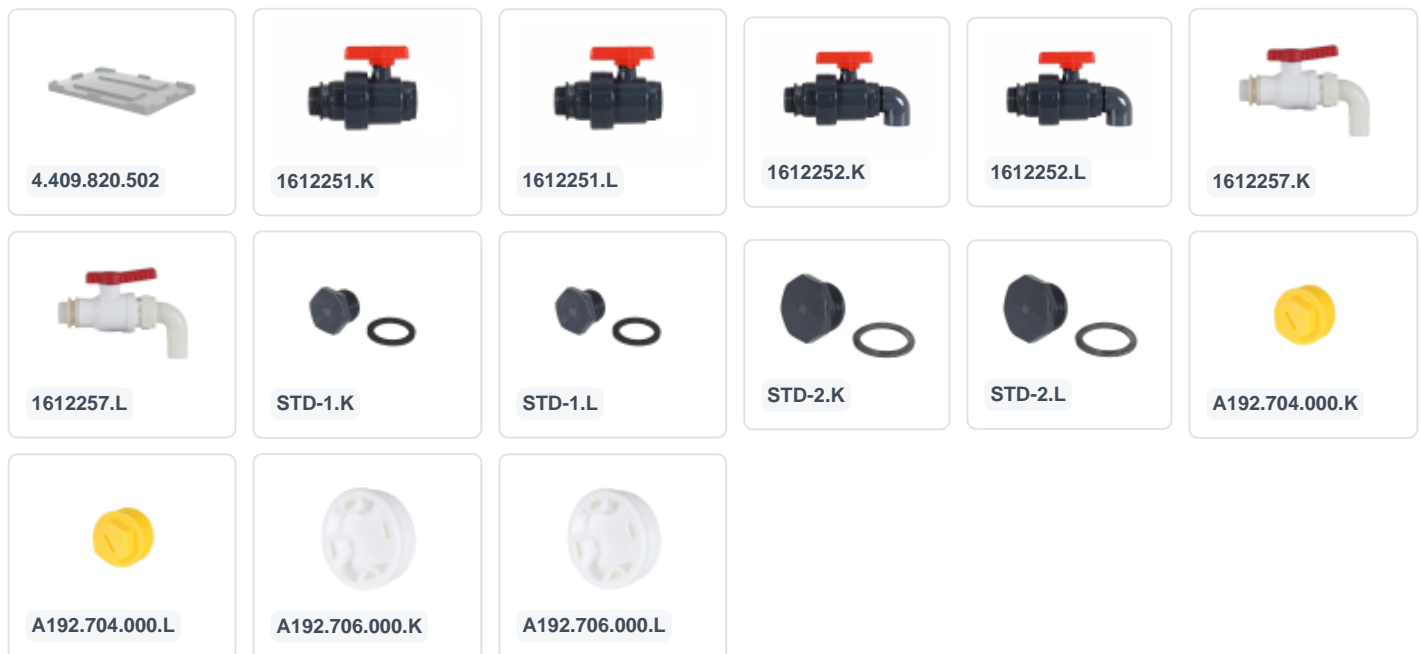 4.409.820.502
1612251.K
1612251.L
1612252.K
1612252.L
1612257.K
1612257.L
STD-1.K
STD-1.L
STD-2.K
STD-2.L
A192.704.000.K
A192.704.000.L
A192.706.000.K
A192.706.000.L